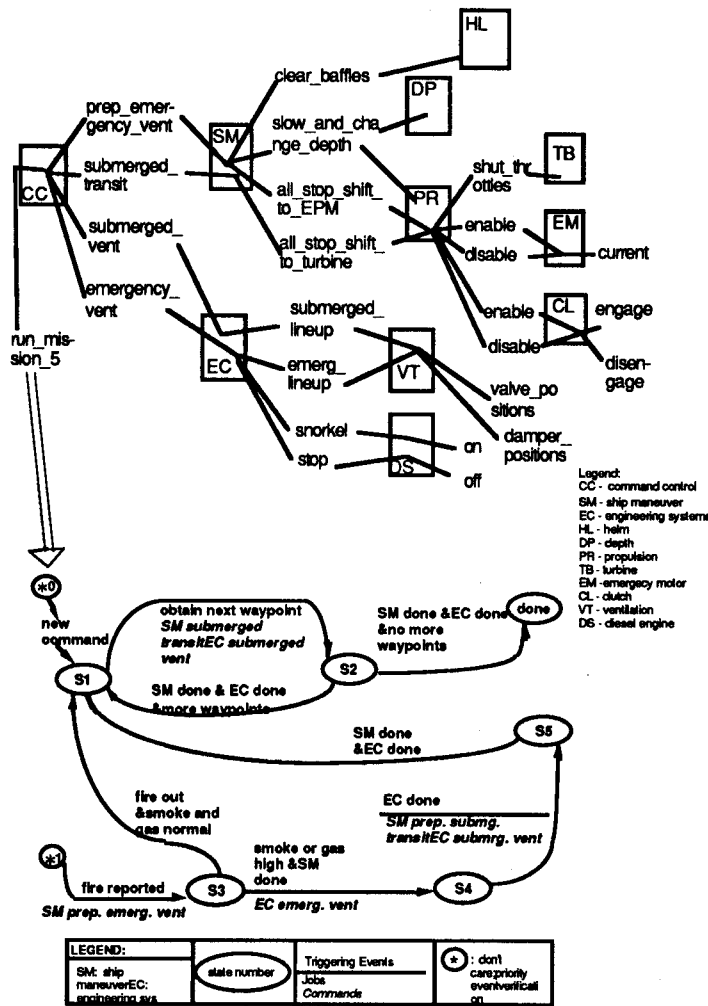 HL
clear_baffles
DP
prep_emer-
gency_vent
SM
slow_and_cha
nge_depth
shut_thr
ottles
TB
CC
submerged_
transit
all_stop_shift_
to_EPM
PR
enable
EM
submerged_
vent
all_stop_shift_
to_turbine
disable
current
emergency_
vent
submerged_
lineup
enable
CL
engage
run_mis-
sion_5
EC
emerg_
lineup
VT
disable
disen-
gage
valve_po
sitions
snorkel
on
damper_
positions
stop
DS
off
Legend:
CC - command control
SM - ship maneuver
EC - engineering systems
HL - helm
DP - depth
PR - propulsion
TB - turbine
EM -emergecy motor
CL - clutch
VT - ventilation
DS - diesel engine
*0
new
command
obtain next waypoint
SM submerged
transitEC submerged
vent
SM done &EC done
&no more
waypoints
done
S1
S2
SM done & EC done
&more waypoints
SM done
&EC done
S5
fire out
&smoke and
gas normal
EC done
SM prep. submg.
transitEC submrg. vent
*1
smoke or gas
high &SM
done
fire reported
S3
S4
SM prep. emerg. vent
EC emerg. vent
LEGEND:
SM: ship
maneuverEC:
engineering sys
state number
Triggering Events
Jobs
Commands
* : don't
care:priority
eventverificati
on